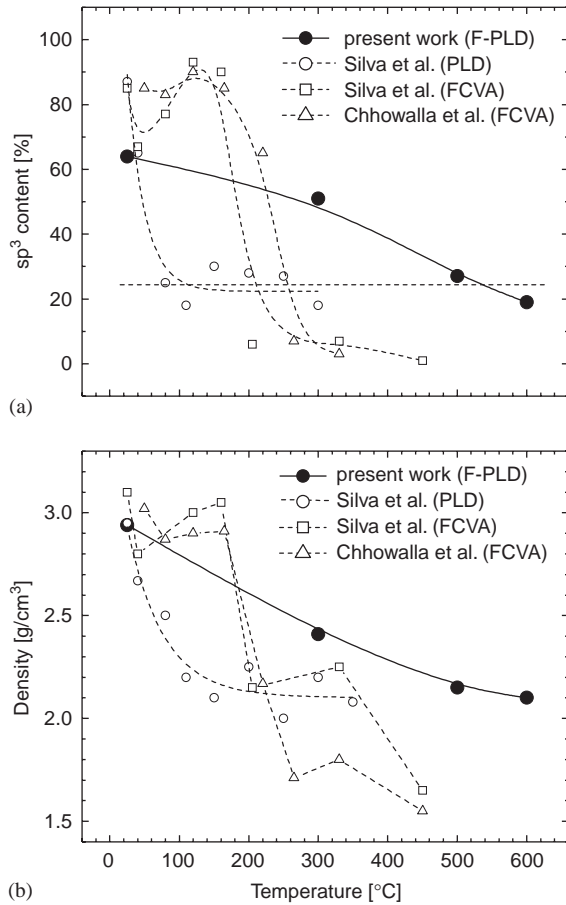 100
80
60
40
20
0
sp³ content [%]
present work (F-PLD)
Silva et al. (PLD)
Silva et al. (FCVA)
Chhowalla et al. (FCVA)
(a)
3.0
2.5
2.0
1.5
Density [g/cm³]
present work (F-PLD)
Silva et al. (PLD)
Silva et al. (FCVA)
Chhowalla et al. (FCVA)
0 100 200 300 400 500 600
(b)
Temperature [°C]